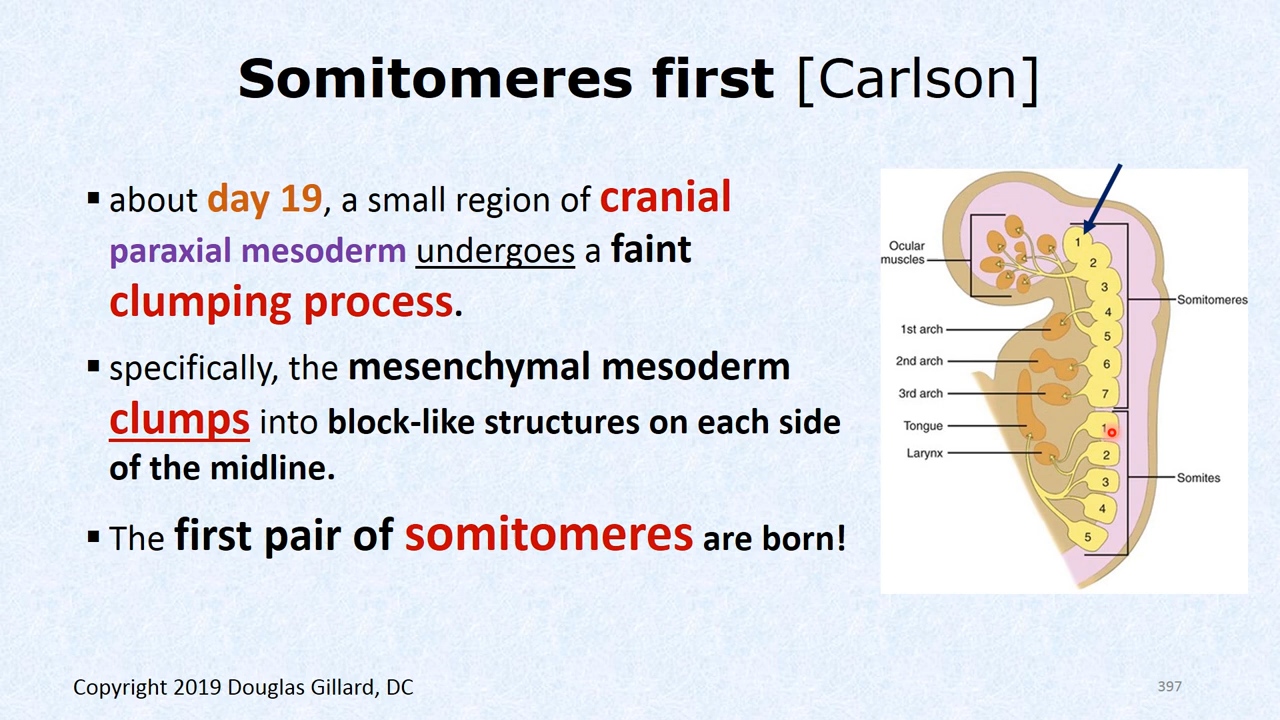 Somitomeres first [Carlson]
▪ about day 19, a small region of cranial
paraxial mesoderm undergoes a faint
clumping process.
▪ specifically, the mesenchymal mesoderm
clumps into block-like structures on each side
of the midline.
▪ The first pair of somitomeres are born!
Ocular
muscles
1st arch
2nd arch
3rd arch
Tongue
Larynx
1
2
3
4
5
6
7
1
2
3
4
5
Somitomeres
Somites
Copyright 2019 Douglas Gillard, DC
397